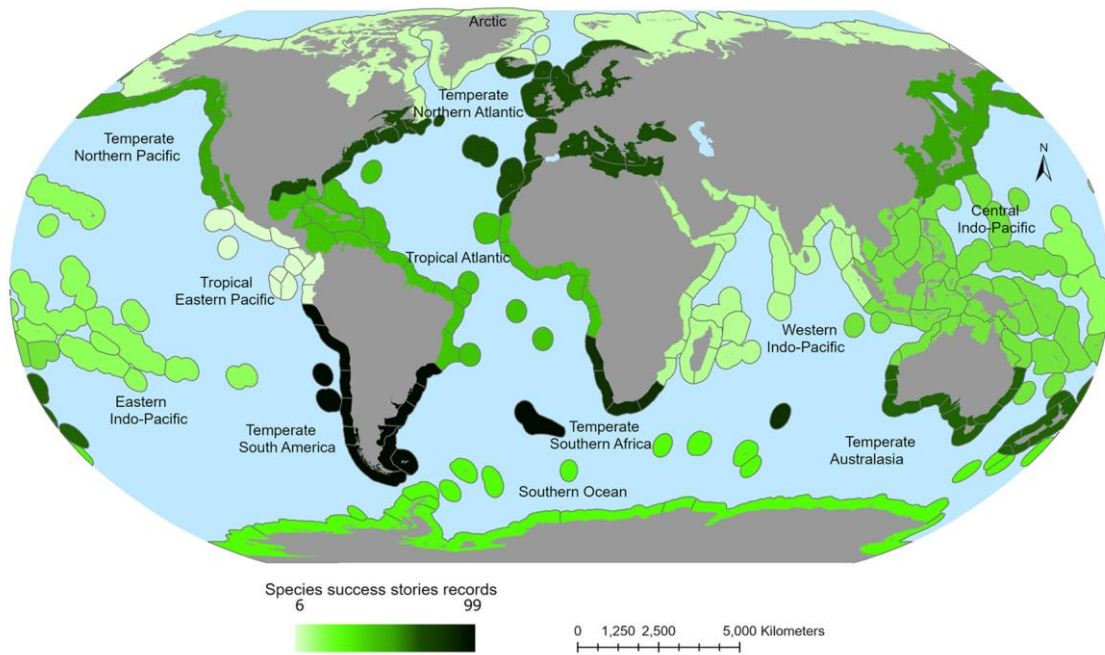 Arctic
Temperate
Northern Atlantic
Temperate
Northern Pacific
N
Central
Indo-Pacific
Tropical
Eastern Pacific
Tropical Atlantic
Western
Indo-Pacific
Eastern
Indo-Pacific
Temperate
South America
Temperate
Southern Africa
Temperate
Australasia
Southern Ocean
Species success stories records
6 99
0 1,250 2,500 5,000 Kilometers